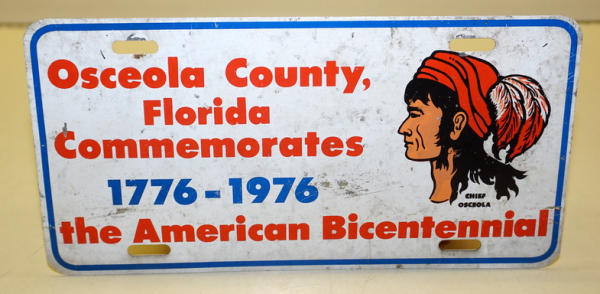 Osceola County,
Florida
Commemorates
1776-1976
the American Bicentennial
CHIEF
OSCEOLA